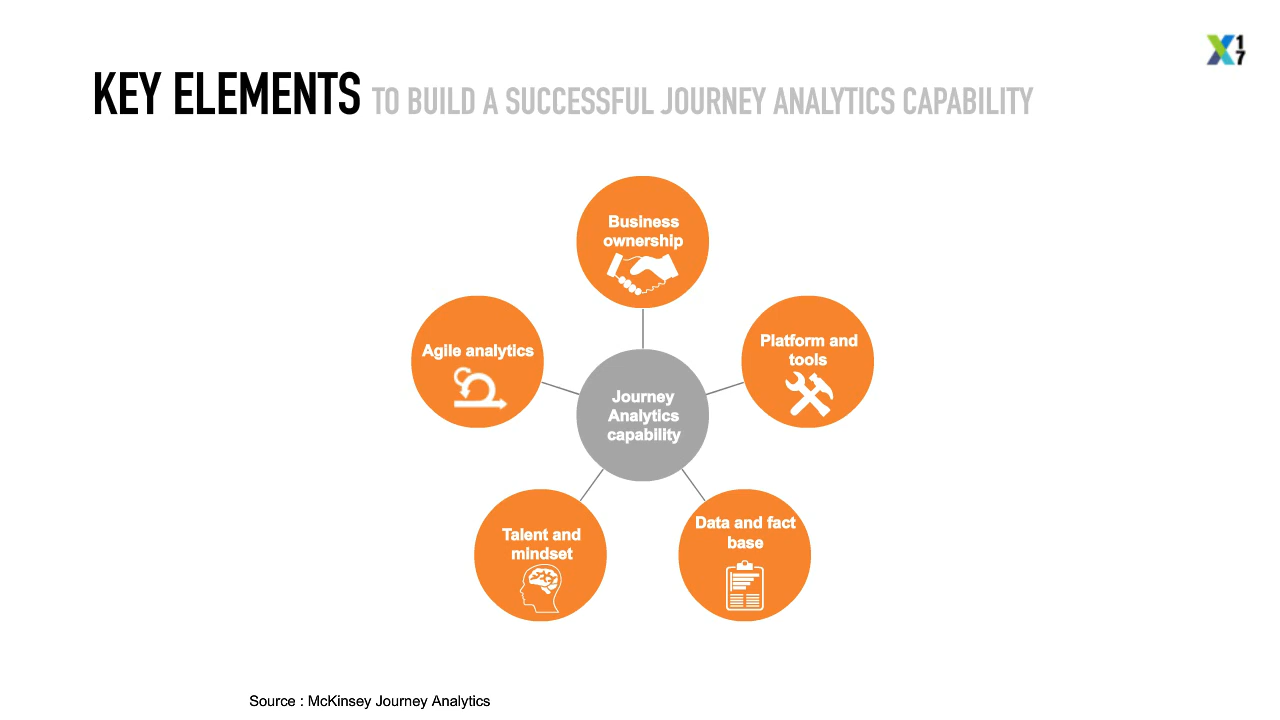 X17
KEY ELEMENTS TO BUILD A SUCCESSFUL JOURNEY ANALYTICS CAPABILITY
Business
ownership
Agile analytics
Platform and
tools
Journey
Analytics
capability
Talent and
mindset
Data and fact
base
Source : McKinsey Journey Analytics